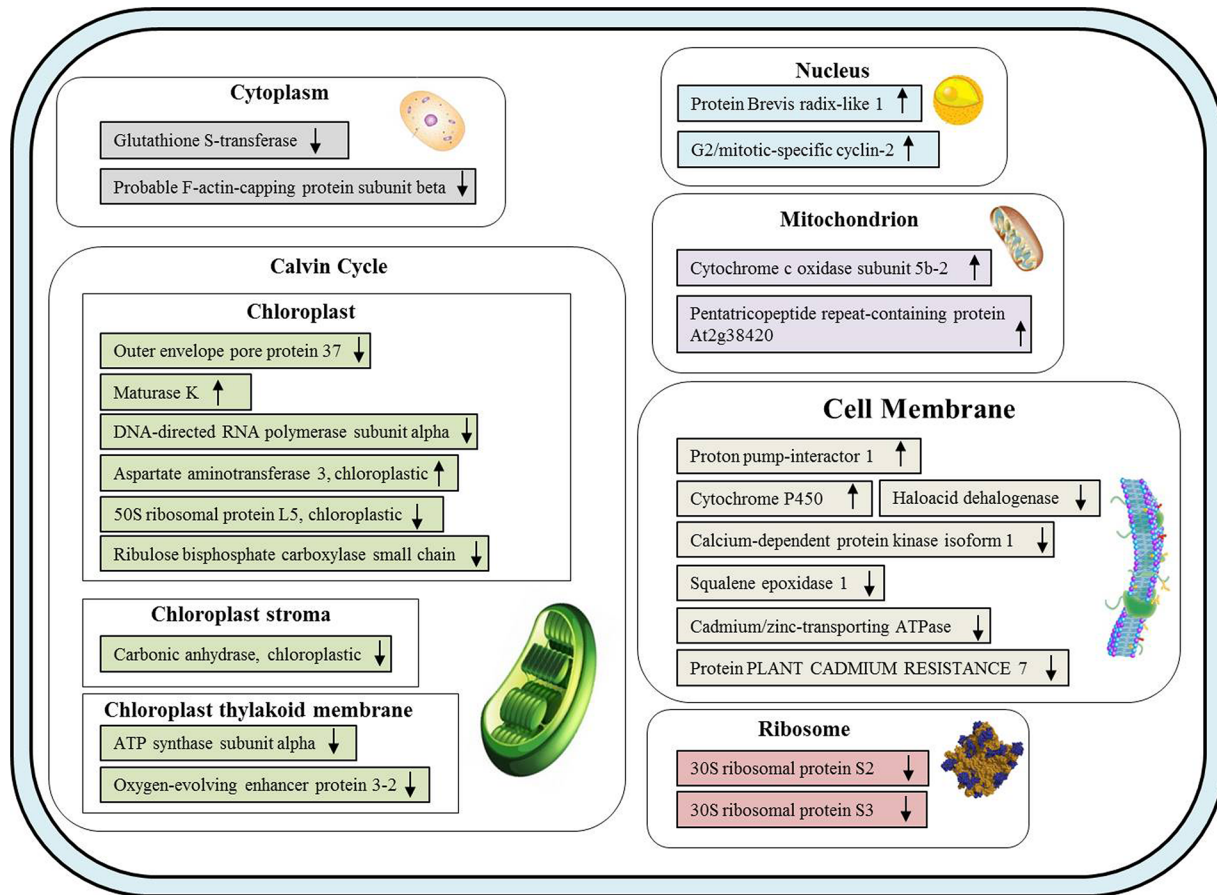 Cytoplasm
Glutathione S-transferase ↓
Probable F-actin-capping protein subunit beta ↓
Calvin Cycle
Chloroplast
Outer envelope pore protein 37 ↓
Maturase K ↑
DNA-directed RNA polymerase subunit alpha ↓
Aspartate aminotransferase 3, chloroplastic ↑
50S ribosomal protein L5, chloroplastic ↓
Ribulose bisphosphate carboxylase small chain ↓
Chloroplast stroma
Carbonic anhydrase, chloroplastic ↓
Chloroplast thylakoid membrane
ATP synthase subunit alpha ↓
Oxygen-evolving enhancer protein 3-2 ↓
Nucleus
Protein Brevis radix-like 1 ↑
G2/mitotic-specific cyclin-2 ↑
Mitochondrion
Cytochrome c oxidase subunit 5b-2 ↑
Pentatricopeptide repeat-containing protein
At2g38420 ↑
Cell Membrane
Proton pump-interactor 1 ↑
Cytochrome P450 ↑ Haloacid dehalogenase ↓
Calcium-dependent protein kinase isoform 1 ↓
Squalene epoxidase 1 ↓
Cadmium/zinc-transporting ATPase ↓
Protein PLANT CADMIUM RESISTANCE 7 ↓
Ribosome
30S ribosomal protein S2 ↓
30S ribosomal protein S3 ↓